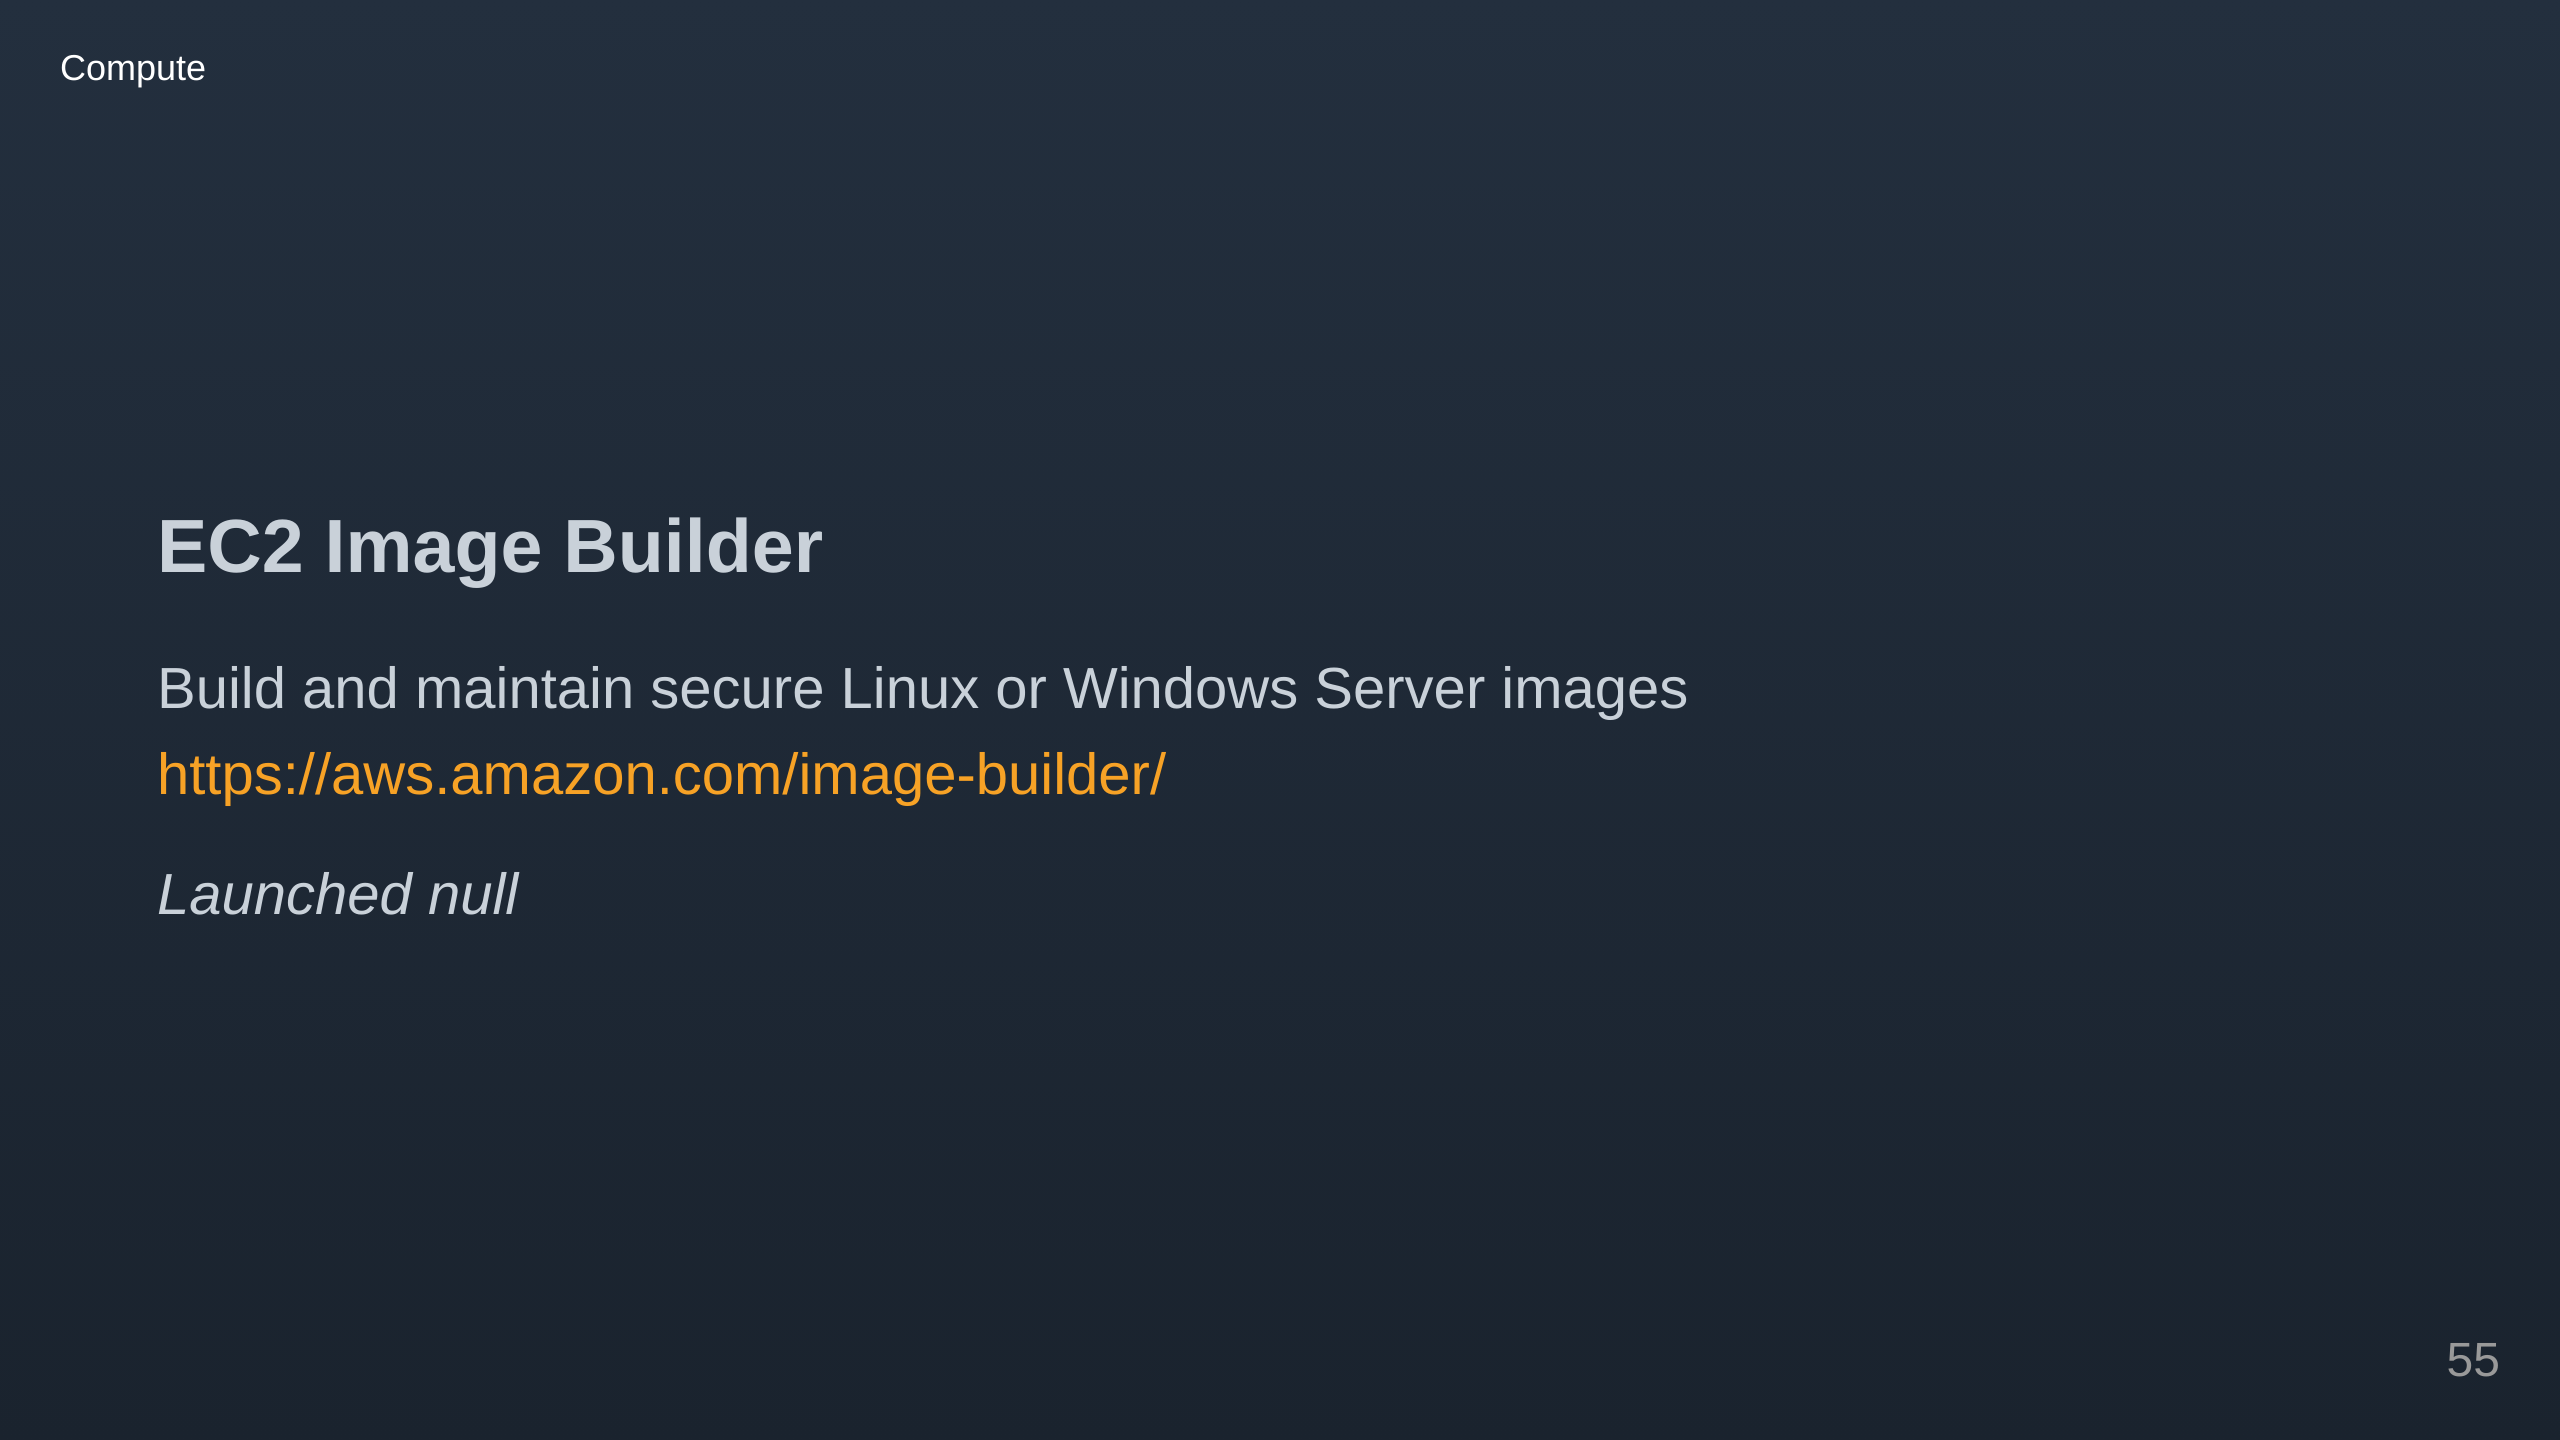 Compute
EC2 Image Builder
Build and maintain secure Linux or Windows Server images
https://aws.amazon.com/image-builder/
Launched null
55